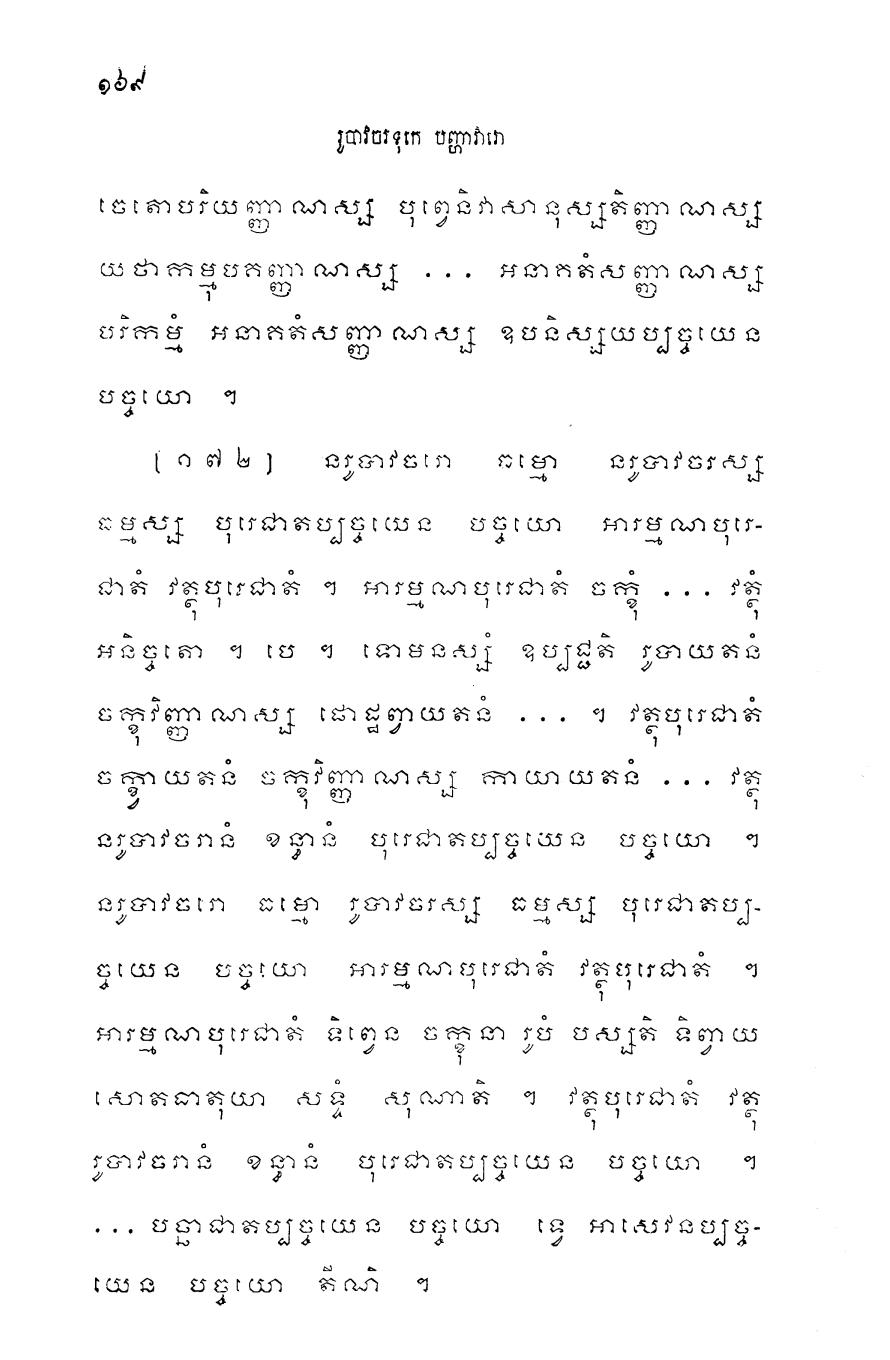 ១៦៩
រូបាវចរទុកេ បញ្ហាវារោ
ចេតោបរិយញ្ញាណស្ស បុព្វេនិវាសានុស្សតិញ្ញាណស្ស
យថាកម្មុបគញ្ញាណស្ស ... អនាគតំសញ្ញាណស្ស
បរិកម្មំ អនាគតំសញ្ញាណស្ស ឧបនិស្សយប្បច្ចយេន
បច្ចយោ ។
[១៧២] នរូបាវចរោ ធម្មោ នរូបាវចរស្ស
ធម្មស្ស បុរេជាតប្បច្ចយេន បច្ចយោ អារម្មណបុរេ-
ជាតំ វត្ថុបុរេជាតំ ។ អារម្មណបុរេជាតំ ចក្ខុំ ... វត្ថុំ
អនិច្ចតោ ។ បេ ។ ទោមនស្សំ ឧប្បជ្ជតិ រូបាយតនំ
ចក្ខុវិញ្ញាណស្ស ផោដ្ឋព្វាយតនំ ... ។ វត្ថុបុរេជាតំ
ចក្ខ្វាយតនំ ចក្ខុវិញ្ញាណស្ស កាយាយតនំ ... វត្ថុ
នរូបាវចរានំ ខន្ធានំ បុរេជាតប្បច្ចយេន បច្ចយោ ។
នរូបាវចរោ ធម្មោ រូបាវចរស្ស ធម្មស្ស បុរេជាតប្ប-
ច្ចយេន បច្ចយោ អារម្មណបុរេជាតំ វត្ថុបុរេជាតំ ។
អារម្មណបុរេជាតំ ទិព្វេន ចក្ខុនា រូបំ បស្សតិ ទិព្វាយ
សោតធាតុយា សទ្ទំ សុណាតិ ។ វត្ថុបុរេជាតំ វត្ថុ
រូបាវចរានំ ខន្ធានំ បុរេជាតប្បច្ចយេន បច្ចយោ ។
... បច្ឆាជាតប្បច្ចយេន បច្ចយោ ទ្វេ អាសេវនប្បច្ច-
យេន បច្ចយោ តីណិ ។